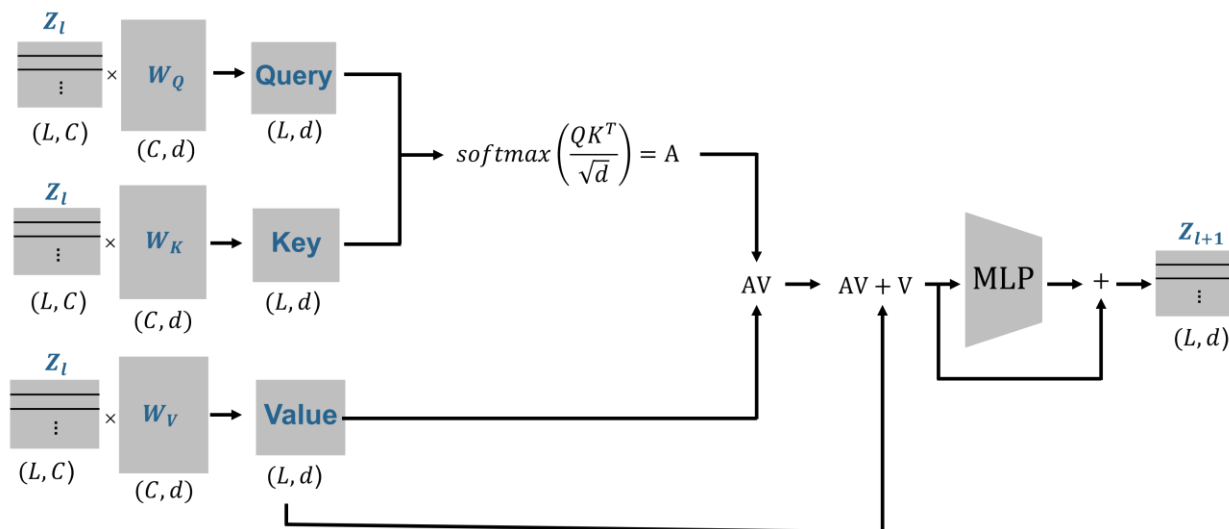 Z_l
× W_Q Query
⋮
(L, C) (C, d) (L, d)
softmax(QK^T/√d) = A
Z_l
× W_K Key
⋮
(L, C) (C, d) (L, d)
AV AV + V MLP + Z_{l+1}
⋮
(L, d)
Z_l
× W_V Value
⋮
(L, C) (C, d) (L, d)